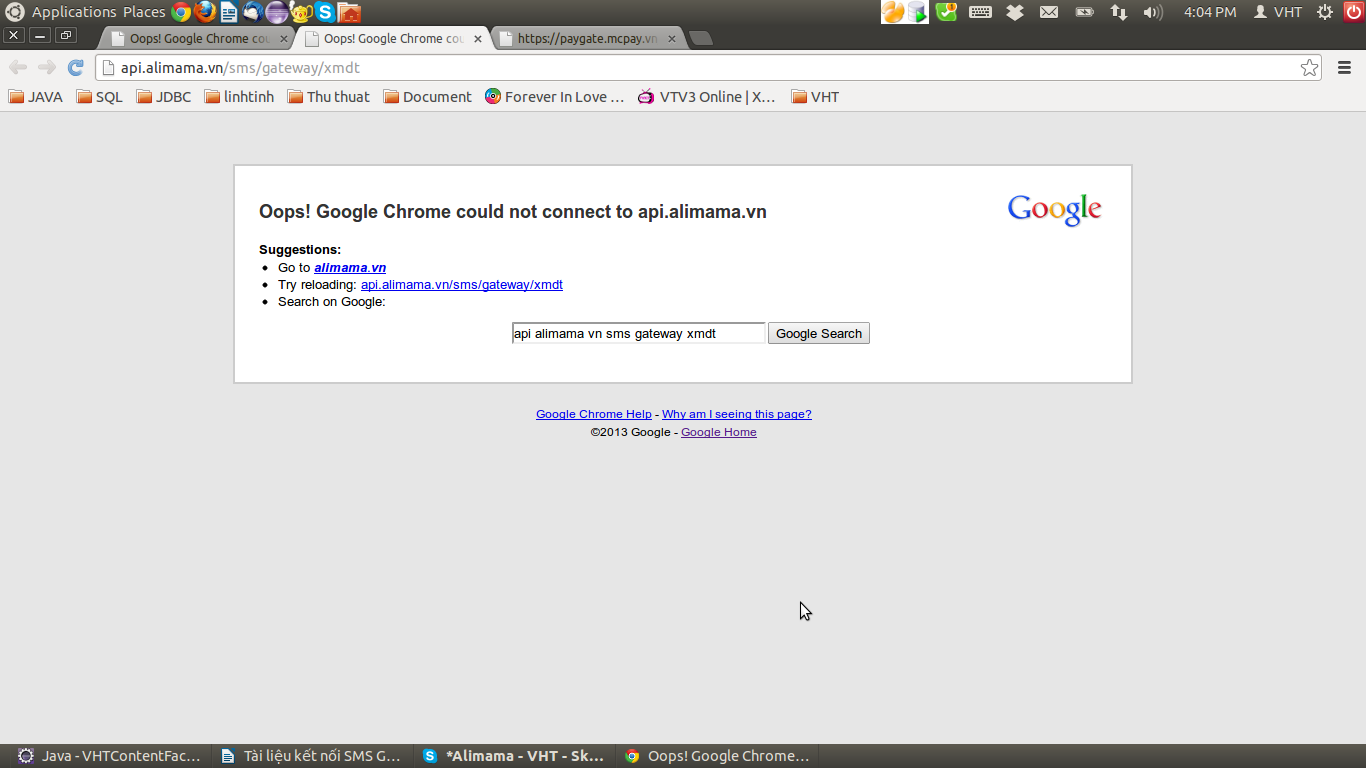 Applications Places
4:04 PM VHT
Oops! Google Chrome cou
Oops! Google Chrome cou
https://paygate.mcpay.vn
api.alimama.vn/sms/gateway/xmdt
JAVA SQL JDBC linhtinh Thu thuat Document Forever In Love ... VTV3 Online | X... VHT
Oops! Google Chrome could not connect to api.alimama.vn
Google
Suggestions:
Go to alimama.vn
Try reloading: api.alimama.vn/sms/gateway/xmdt
Search on Google:
api alimama vn sms gateway xmdt Google Search
Google Chrome Help - Why am I seeing this page?
©2013 Google - Google Home
Java - VHTContentFac... Tài liệu kết nối SMS G... *Alimama - VHT - Sk... Oops! Google Chrome...